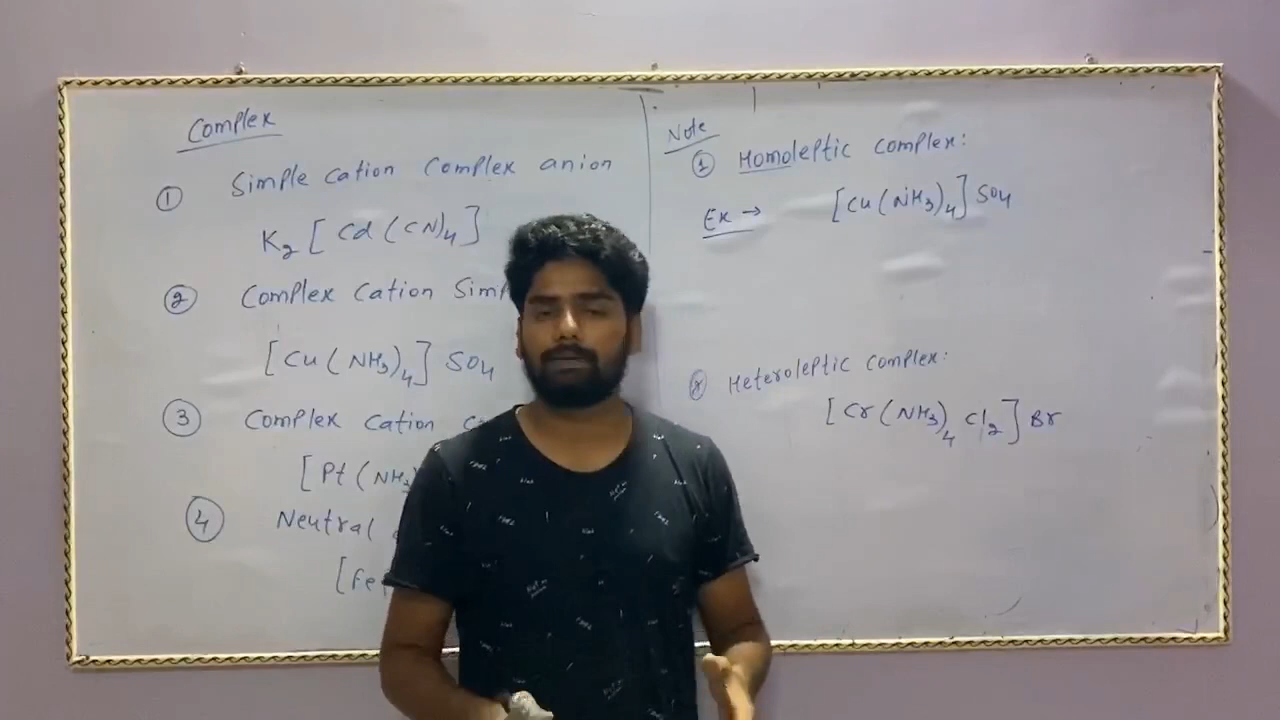 Complex
① Simple cation Complex anion
K2 [ Cd (CN)4 ]
② Complex Cation Simp
[ Cu ( NH3 )4 ] SO4
③ Complex cation
[ Pt ( NH3
④ Neutral
[ Fe
Note
① Homoleptic complex:
Ex → [ Cu ( NH3 )4 ] SO4
② Heteroleptic complex:
[ Cr ( NH3 )4 Cl2 ] Br